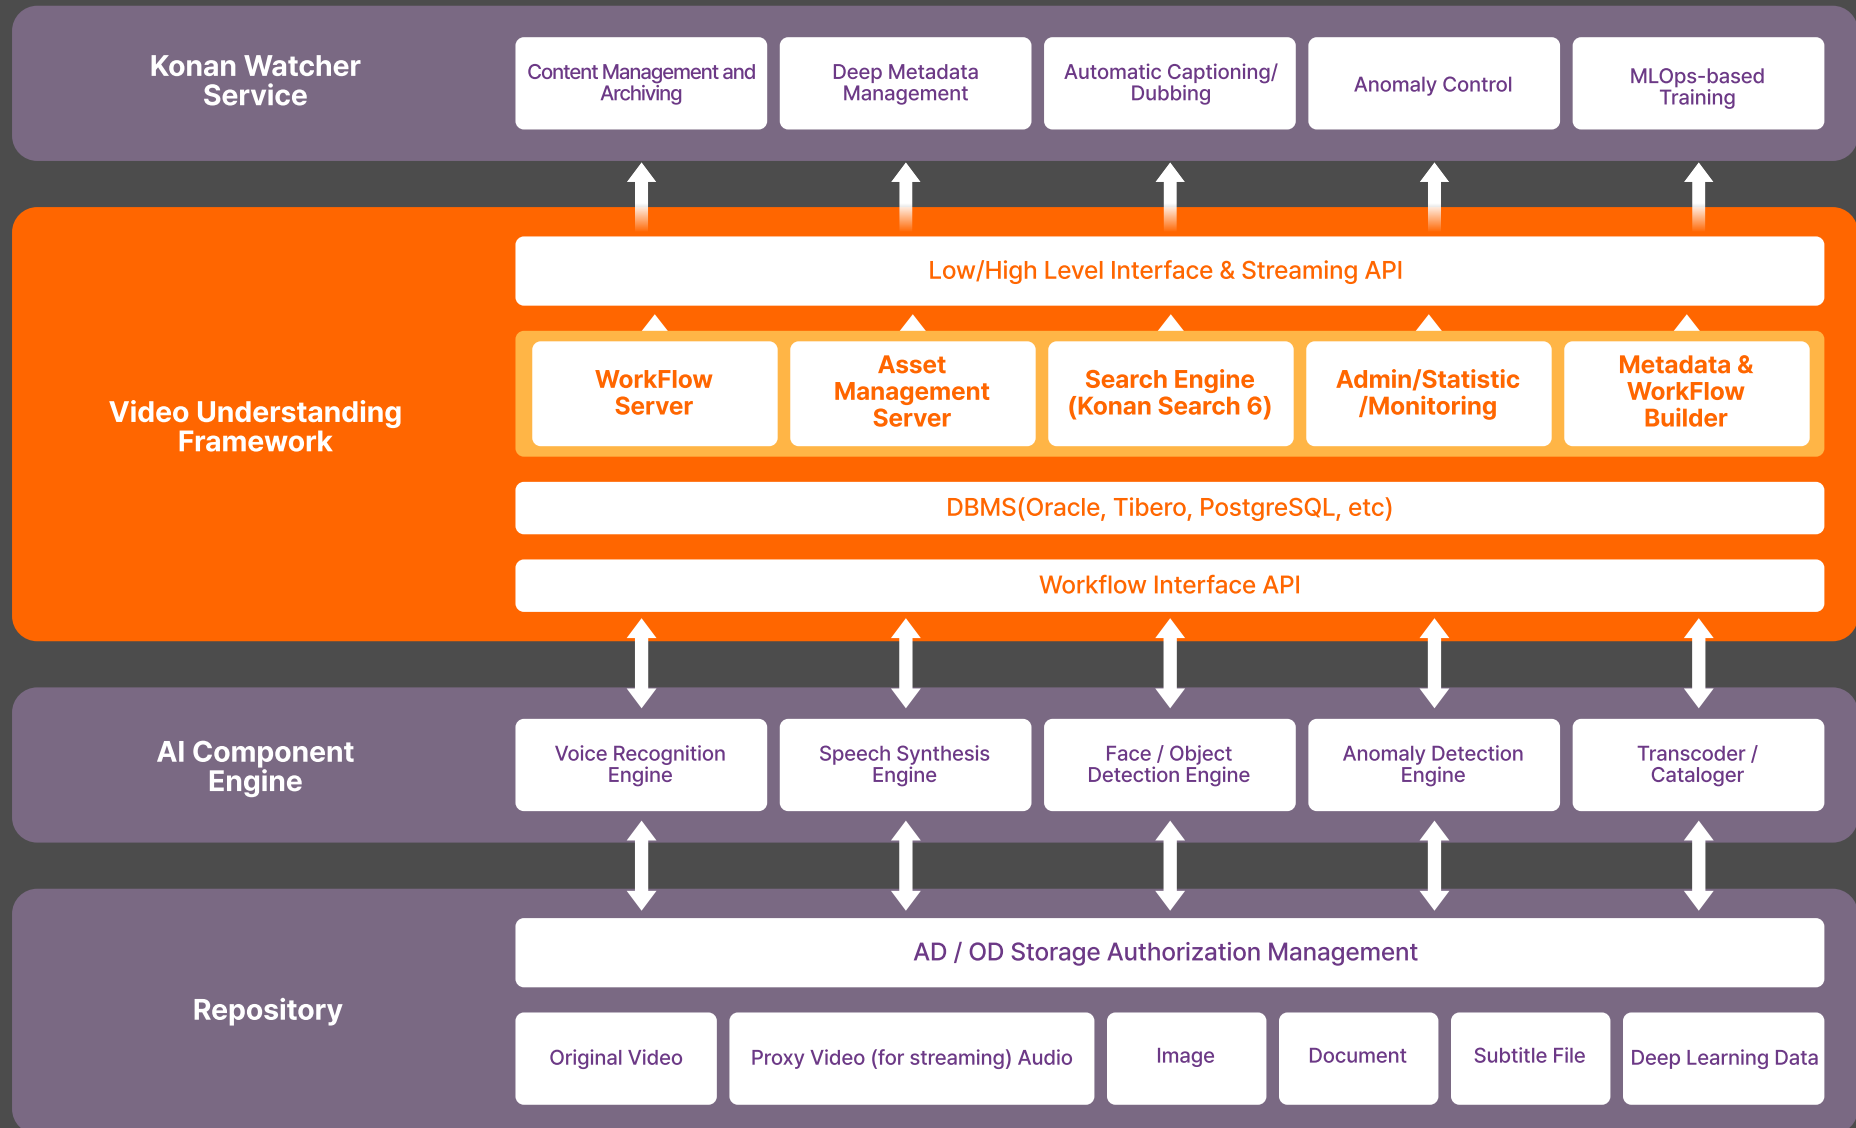 Konan Watcher
Service
Content Management and
Archiving
Deep Metadata
Management
Automatic Captioning/
Dubbing
Anomaly Control
MLOps-based
Training
Video Understanding
Framework
Low/High Level Interface & Streaming API
WorkFlow
Server
Asset
Management
Server
Search Engine
(Konan Search 6)
Admin/Statistic
/Monitoring
Metadata &
WorkFlow
Builder
DBMS(Oracle, Tibero, PostgreSQL, etc)
Workflow Interface API
AI Component
Engine
Voice Recognition
Engine
Speech Synthesis
Engine
Face / Object
Detection Engine
Anomaly Detection
Engine
Transcoder /
Cataloger
Repository
AD / OD Storage Authorization Management
Original Video
Proxy Video (for streaming) Audio
Image
Document
Subtitle File
Deep Learning Data